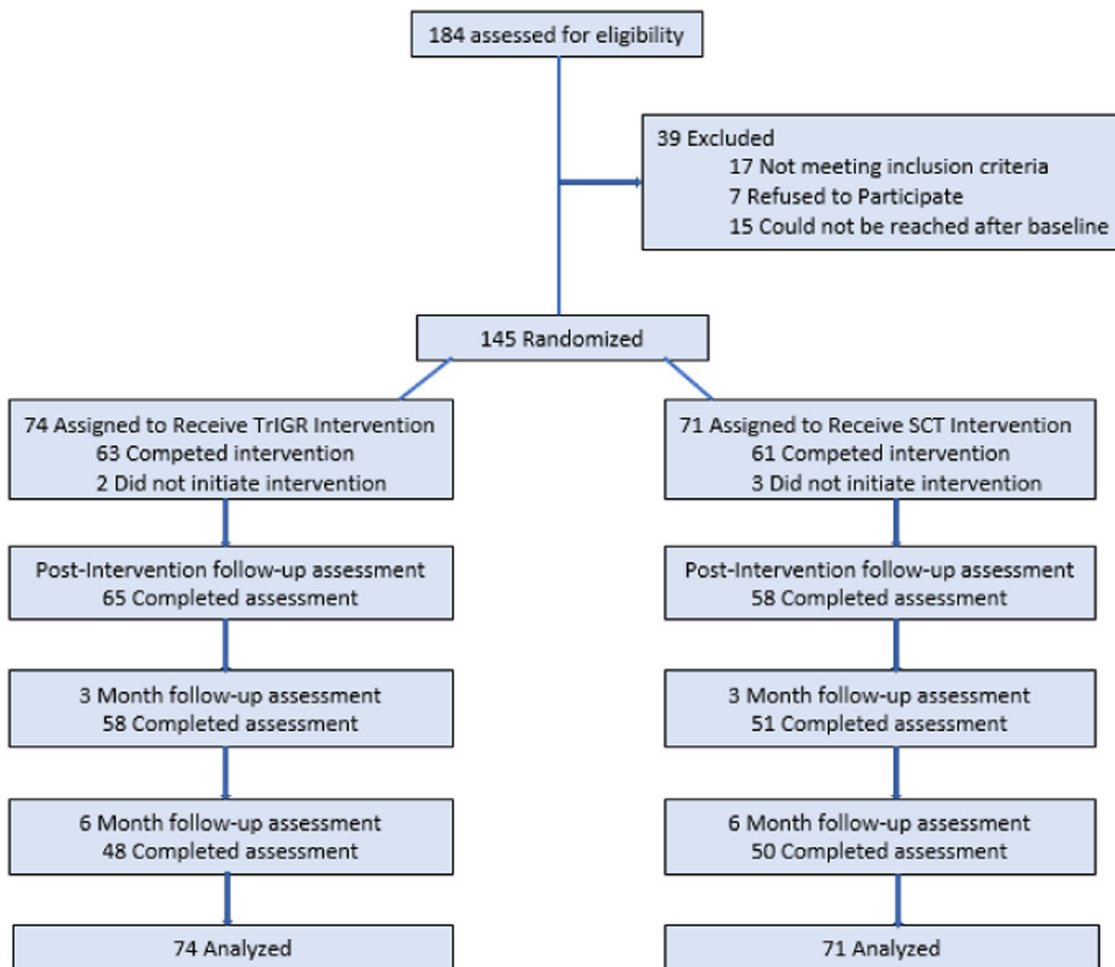 184 assessed for eligibility
39 Excluded
17 Not meeting inclusion criteria
7 Refused to Participate
15 Could not be reached after baseline
145 Randomized
74 Assigned to Receive TrIGR Intervention
63 Competed intervention
2 Did not initiate intervention
71 Assigned to Receive SCT Intervention
61 Competed intervention
3 Did not initiate intervention
Post-Intervention follow-up assessment
65 Completed assessment
Post-Intervention follow-up assessment
58 Completed assessment
3 Month follow-up assessment
58 Completed assessment
3 Month follow-up assessment
51 Completed assessment
6 Month follow-up assessment
48 Completed assessment
6 Month follow-up assessment
50 Completed assessment
74 Analyzed
71 Analyzed